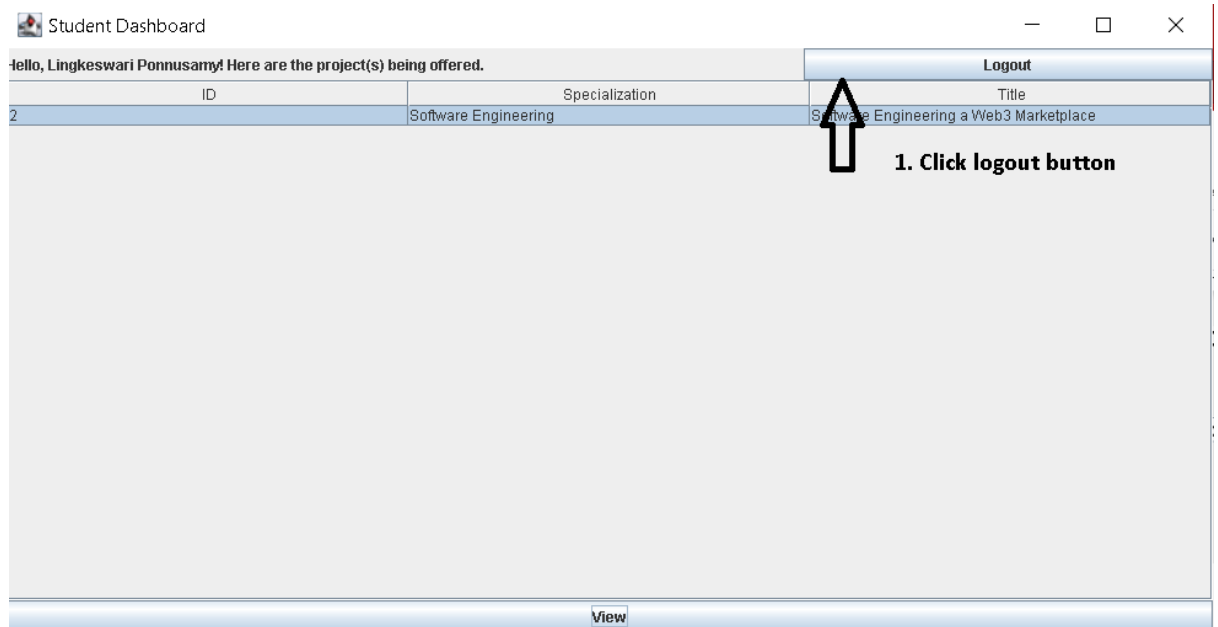 Student Dashboard
Hello, Lingkeswari Ponnusamy! Here are the project(s) being offered.
Logout
ID Specialization Title
2 Software Engineering Software Engineering a Web3 Marketplace
1. Click logout button
View